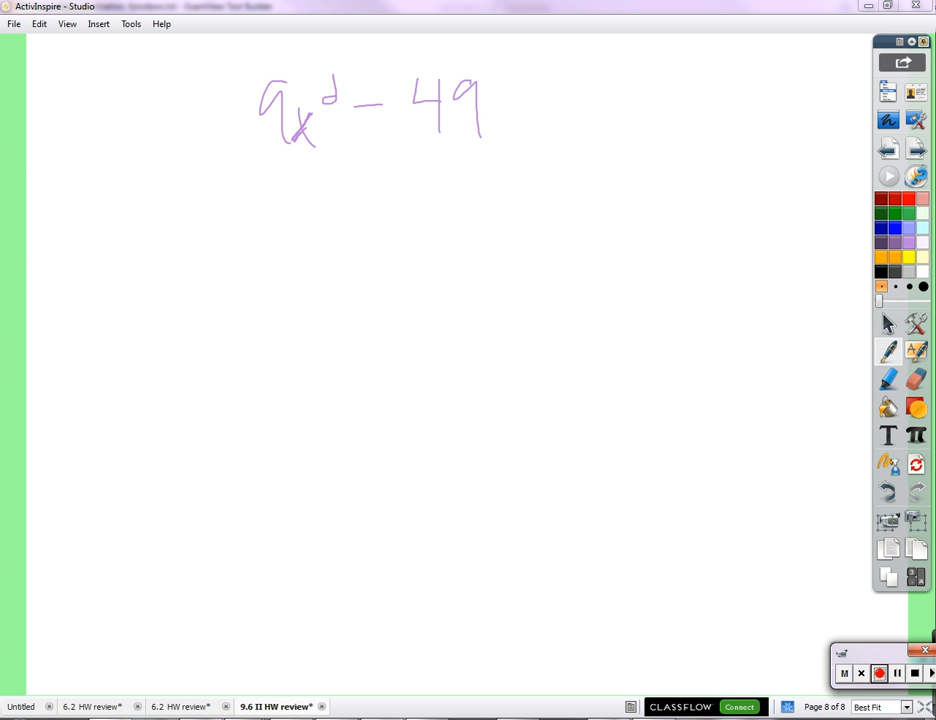 ActivInspire - Studio
File Edit View Insert Tools Help
9x² - 49
Untitled 6.2 HW review* 6.2 HW review* 9.6 II HW review* CLASSFLOW Connect Page 8 of 8 Best Fit
M
T π